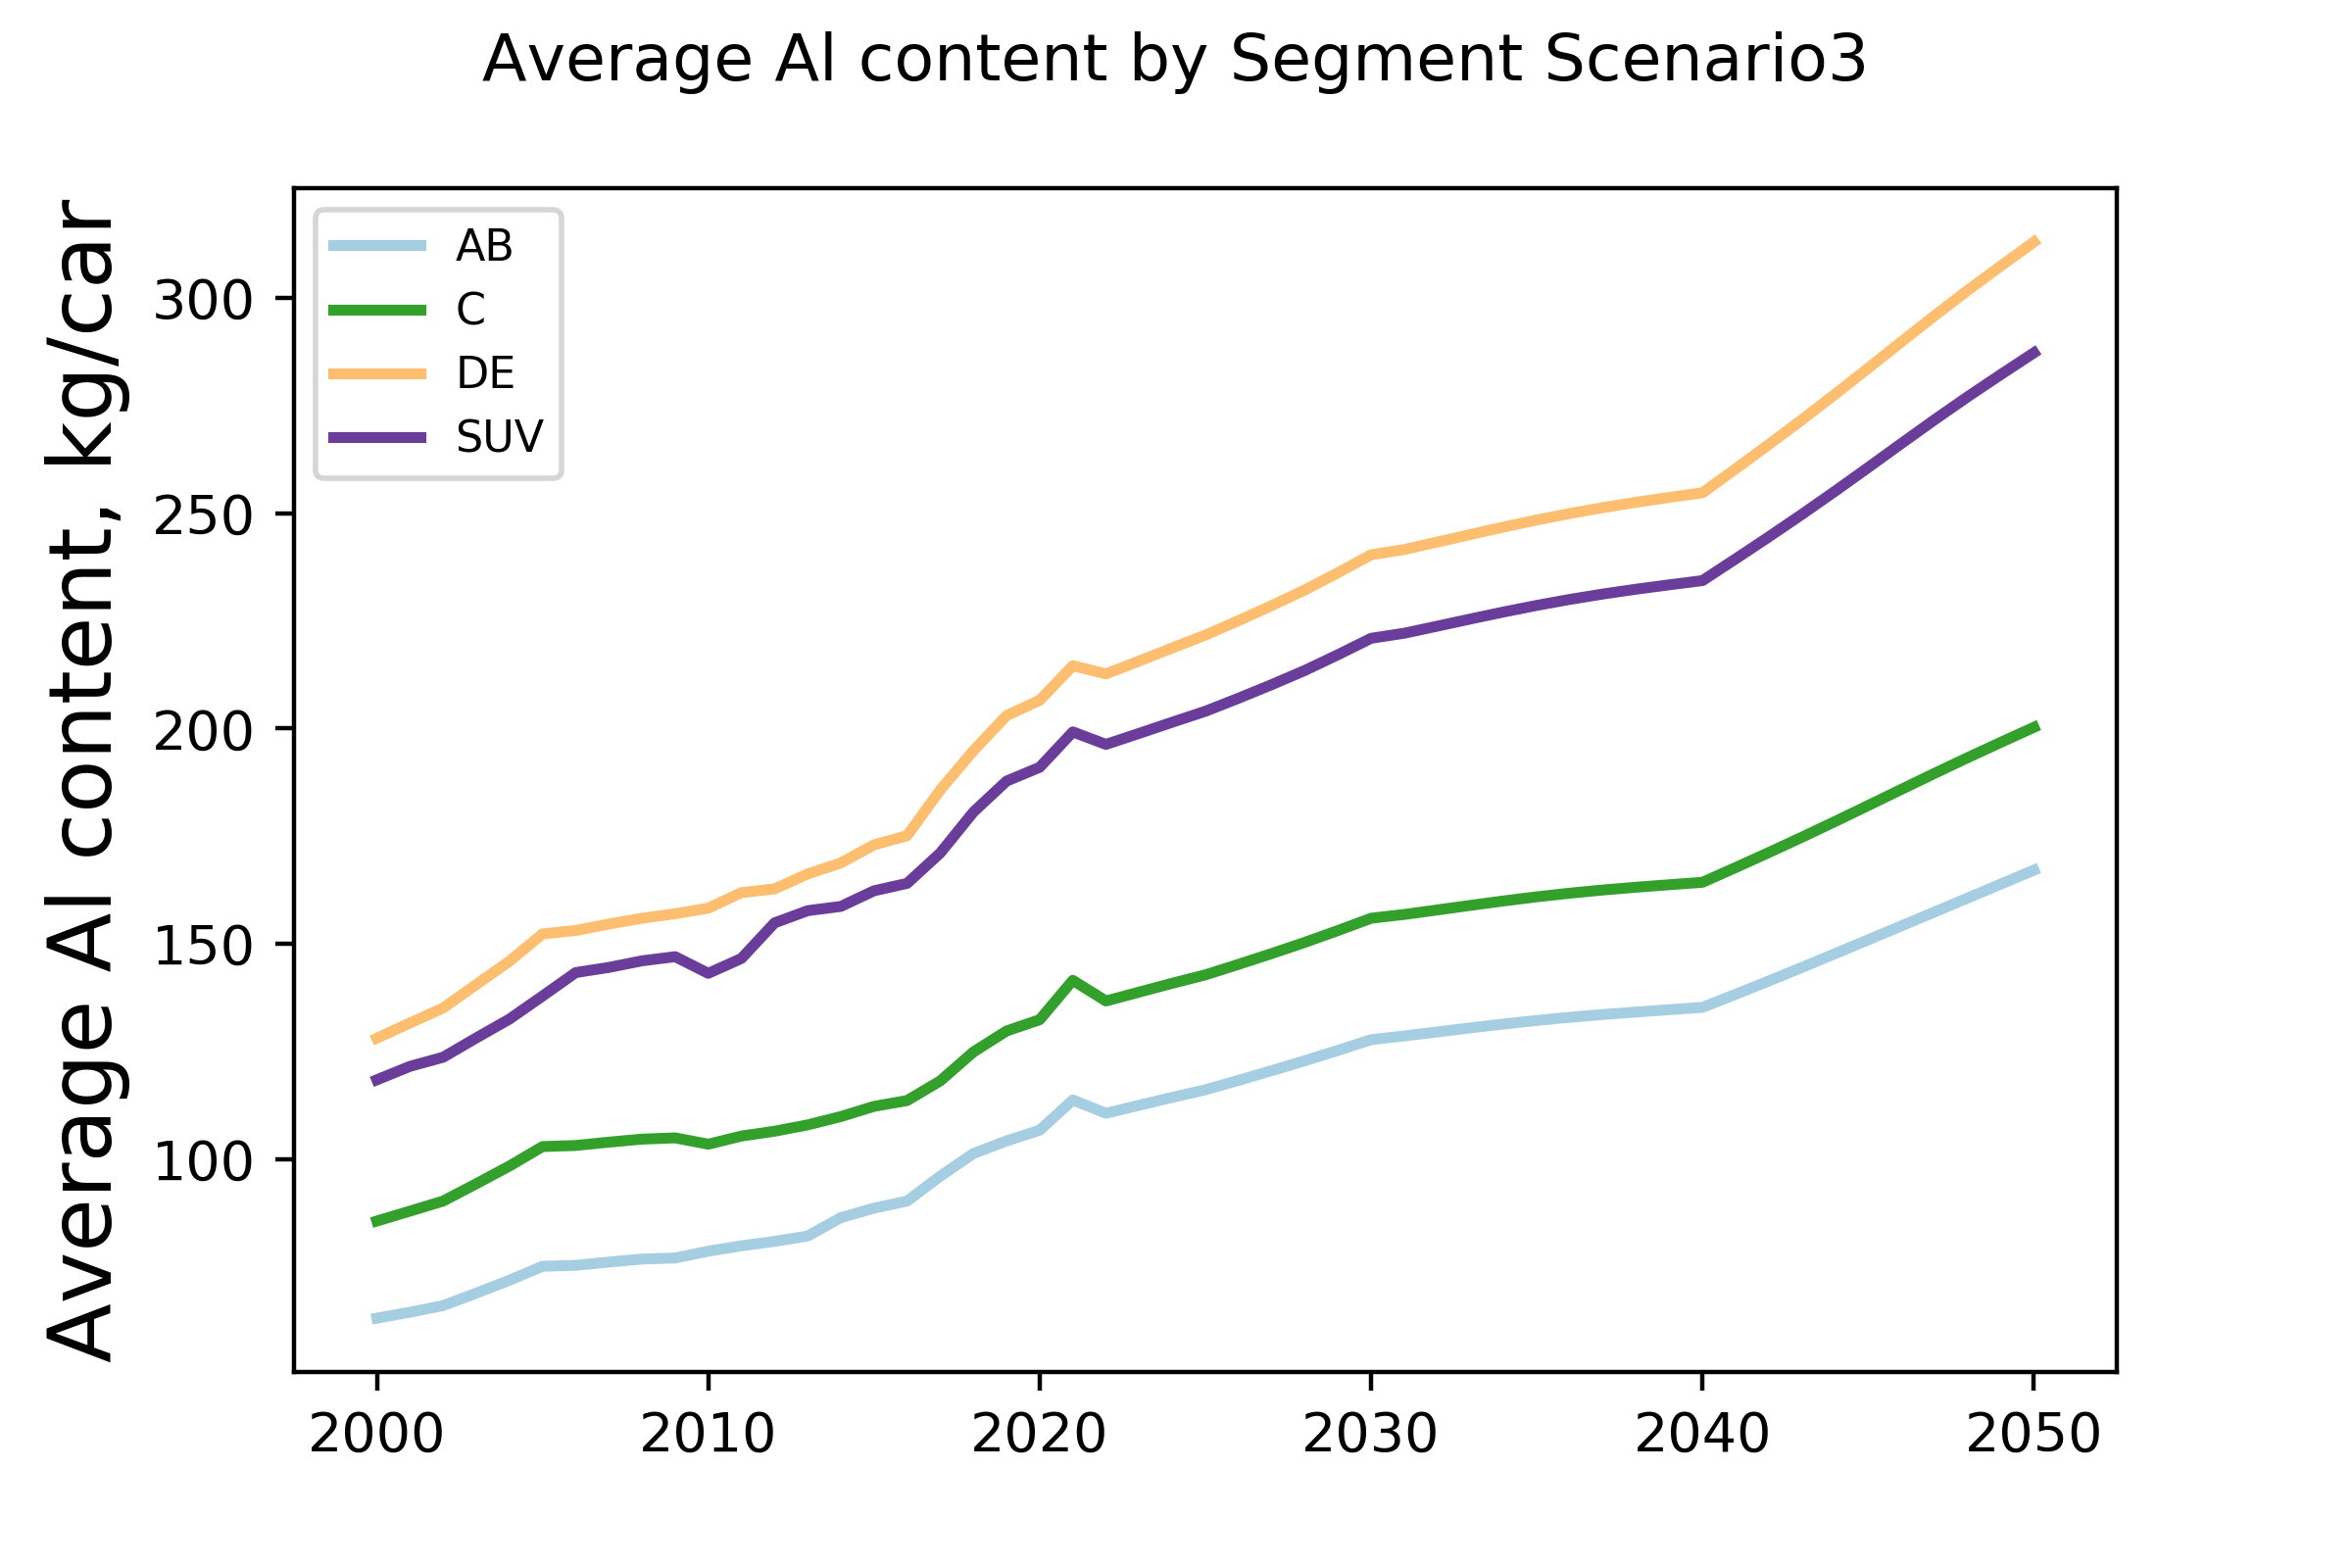 Average Al content by Segment Scenario3
Average Al content, kg/car
AB
C
DE
SUV
300
250
200
150
100
2000 2010 2020 2030 2040 2050